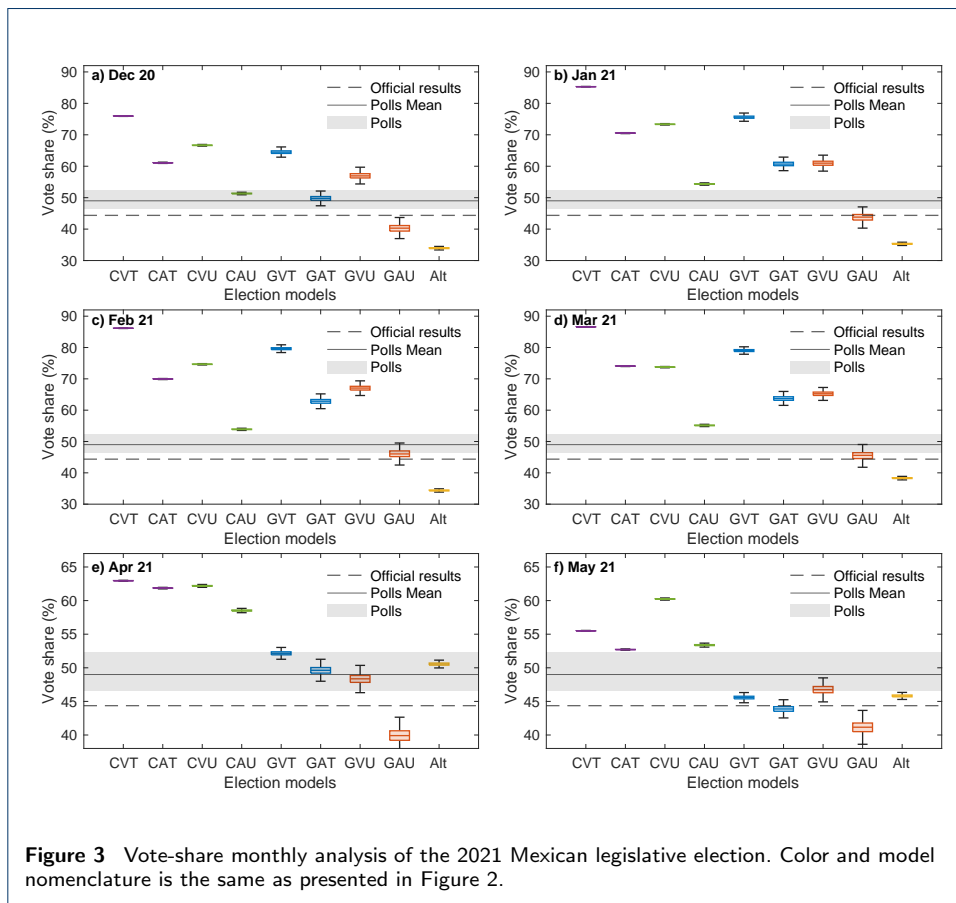 a) Dec 20
Official results
Polls Mean
Polls
Vote share (%)
90
80
70
60
50
40
30
CVT CAT CVU CAU GVT GAT GVU GAU Alt
Election models
b) Jan 21
Official results
Polls Mean
Polls
Vote share (%)
90
80
70
60
50
40
30
CVT CAT CVU CAU GVT GAT GVU GAU Alt
Election models
c) Feb 21
Official results
Polls Mean
Polls
Vote share (%)
90
80
70
60
50
40
30
CVT CAT CVU CAU GVT GAT GVU GAU Alt
Election models
d) Mar 21
Official results
Polls Mean
Polls
Vote share (%)
90
80
70
60
50
40
30
CVT CAT CVU CAU GVT GAT GVU GAU Alt
Election models
e) Apr 21
Official results
Polls Mean
Polls
Vote share (%)
65
60
55
50
45
40
CVT CAT CVU CAU GVT GAT GVU GAU Alt
Election models
f) May 21
Official results
Polls Mean
Polls
Vote share (%)
65
60
55
50
45
40
CVT CAT CVU CAU GVT GAT GVU GAU Alt
Election models
Figure 3 Vote-share monthly analysis of the 2021 Mexican legislative election. Color and model
nomenclature is the same as presented in Figure 2.